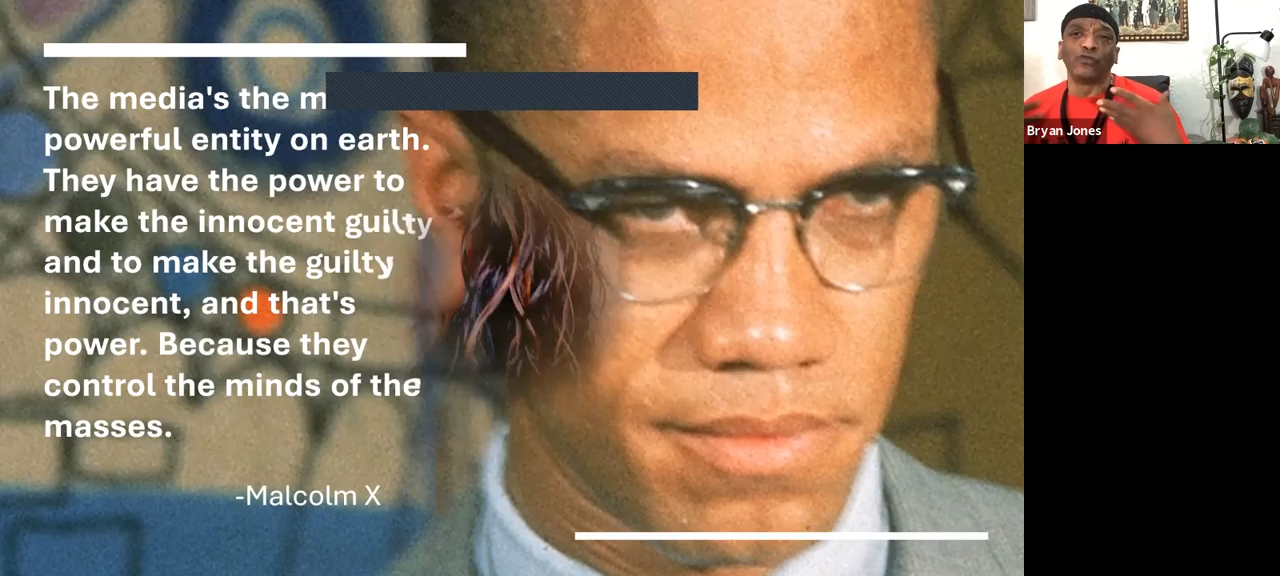 The media's the m
powerful entity on earth.
They have the power to
make the innocent guilty
and to make the guilty
innocent, and that's
power. Because they
control the minds of the
masses.
-Malcolm X
Bryan Jones